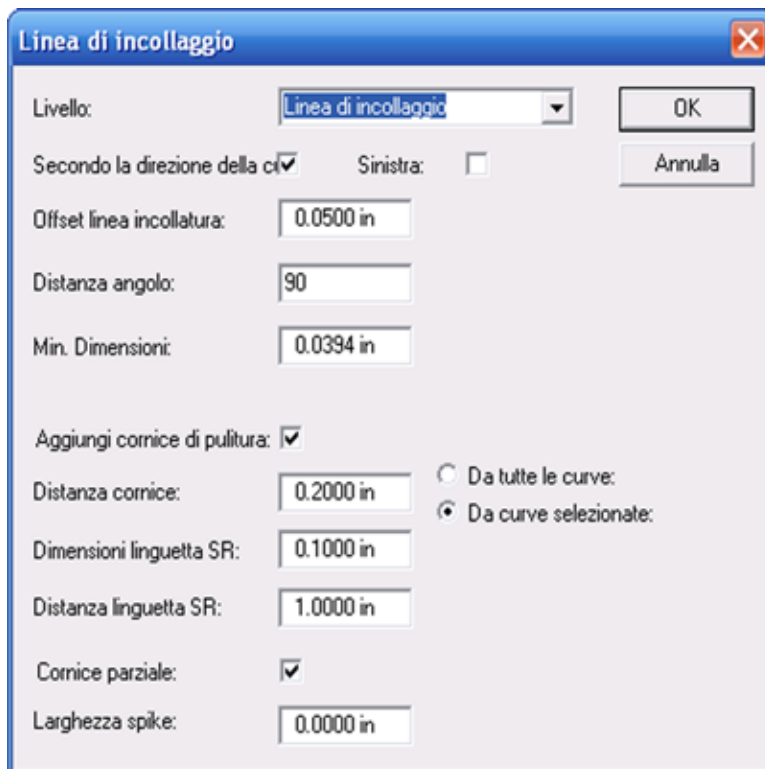 Linea di incollaggio
Livello: Linea di incollaggio OK
Secondo la direzione della Sinistra: Annulla
Offset linea incollatura: 0.0500 in
Distanza angolo: 90
Min. Dimensioni: 0.0394 in
Aggiungi cornice di pulitura:
Distanza cornice: 0.2000 in Da tutte le curve:
Da curve selezionate:
Dimensioni linguetta SR: 0.1000 in
Distanza linguetta SR: 1.0000 in
Cornice parziale:
Larghezza spike: 0.0000 in